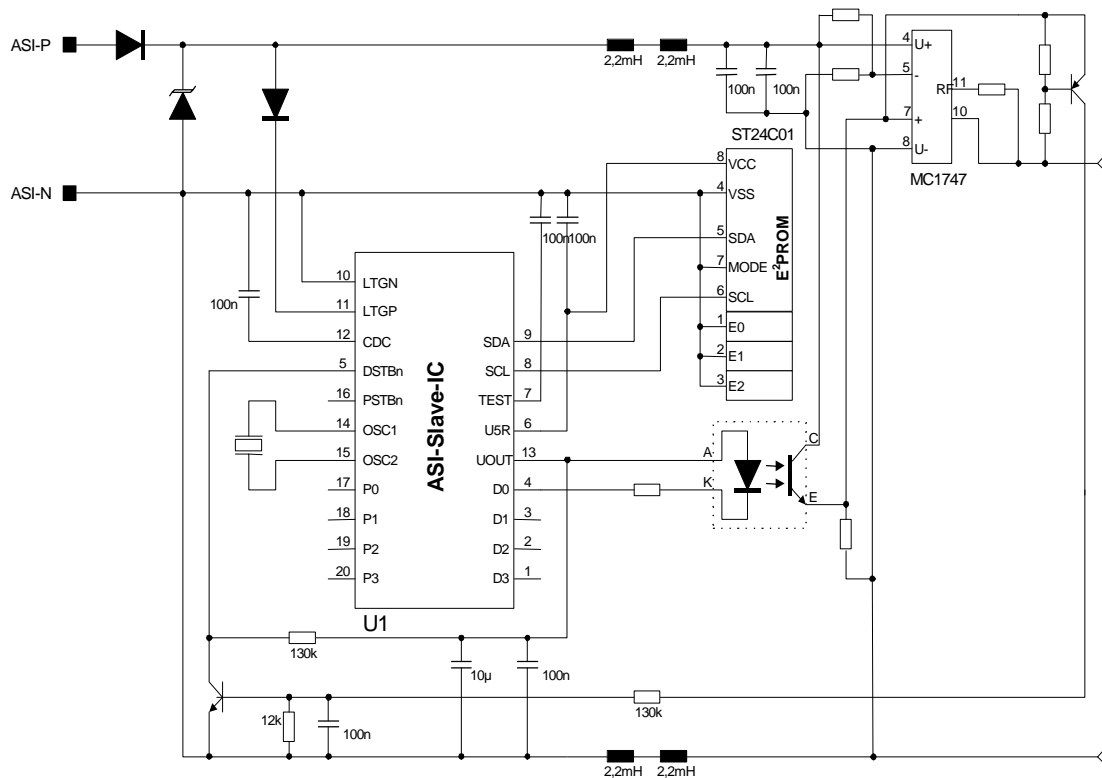 ASI-P
2,2mH 2,2mH
100n
100n
4 U+
5 -
RF 11
7 +
10
8 U-
MC1747
ASI-N
ST24C01
8 VCC
4 VSS
5 SDA
7 MODE
6 SCL
1 E0
2 E1
3 E2
E²PROM
100n
100n
100n
10 LTGN
11 LTGP
12 CDC
5 DSTBn
16 PSTBn
14 OSC1
15 OSC2
17 P0
18 P1
19 P2
20 P3
ASI-Slave-IC
SDA 9
SCL 8
TEST 7
U5R 6
UOUT 13
D0 4
D1 3
D2 2
D3 1
U1
A
K
C
E
130k
10µ
100n
12k
100n
130k
2,2mH 2,2mH